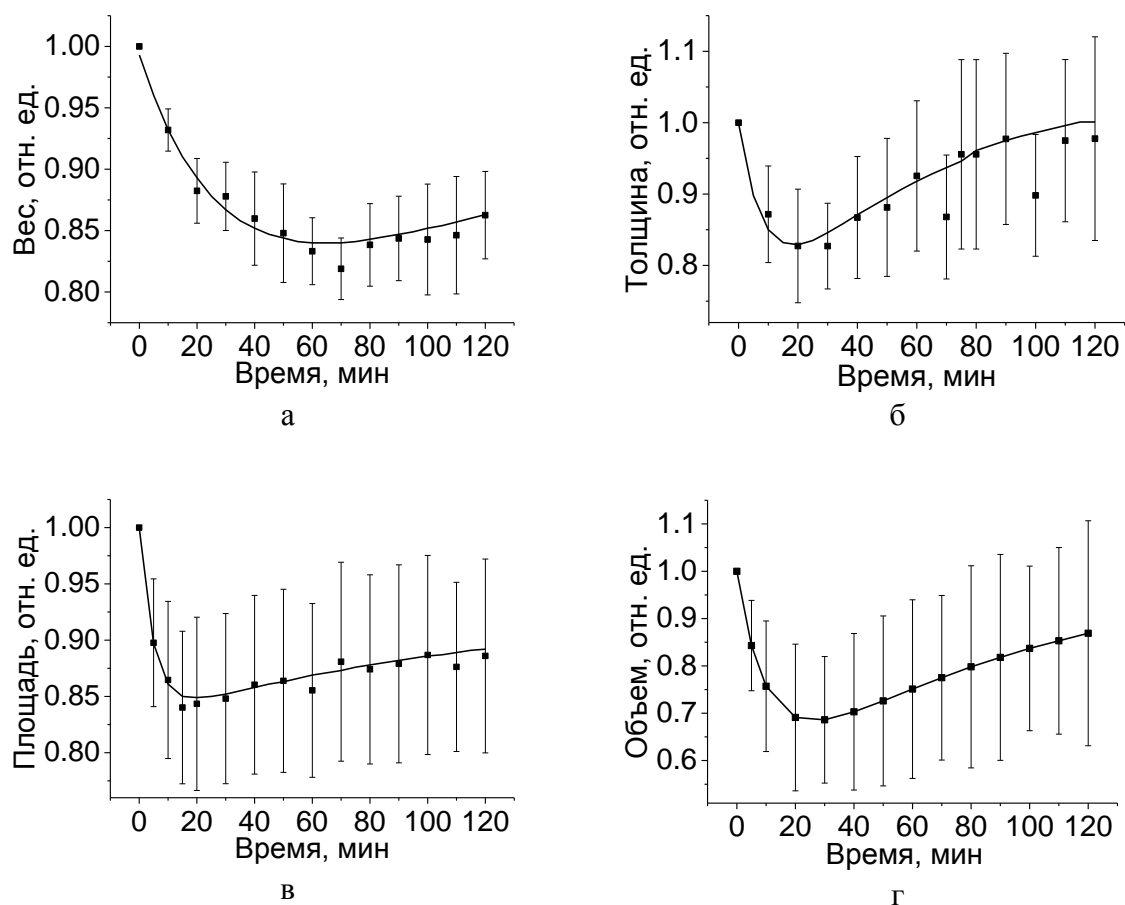 1.00
0.95
0.90
0.85
0.80
0 20 40 60 80 100 120
Вес, отн. ед.
Время, мин
а
1.1
1.0
0.9
0.8
0 20 40 60 80 100 120
Толщина, отн. ед.
Время, мин
б
1.00
0.95
0.90
0.85
0.80
0 20 40 60 80 100 120
Площадь, отн. ед.
Время, мин
в
1.1
1.0
0.9
0.8
0.7
0.6
0 20 40 60 80 100 120
Объем, отн. ед.
Время, мин
г